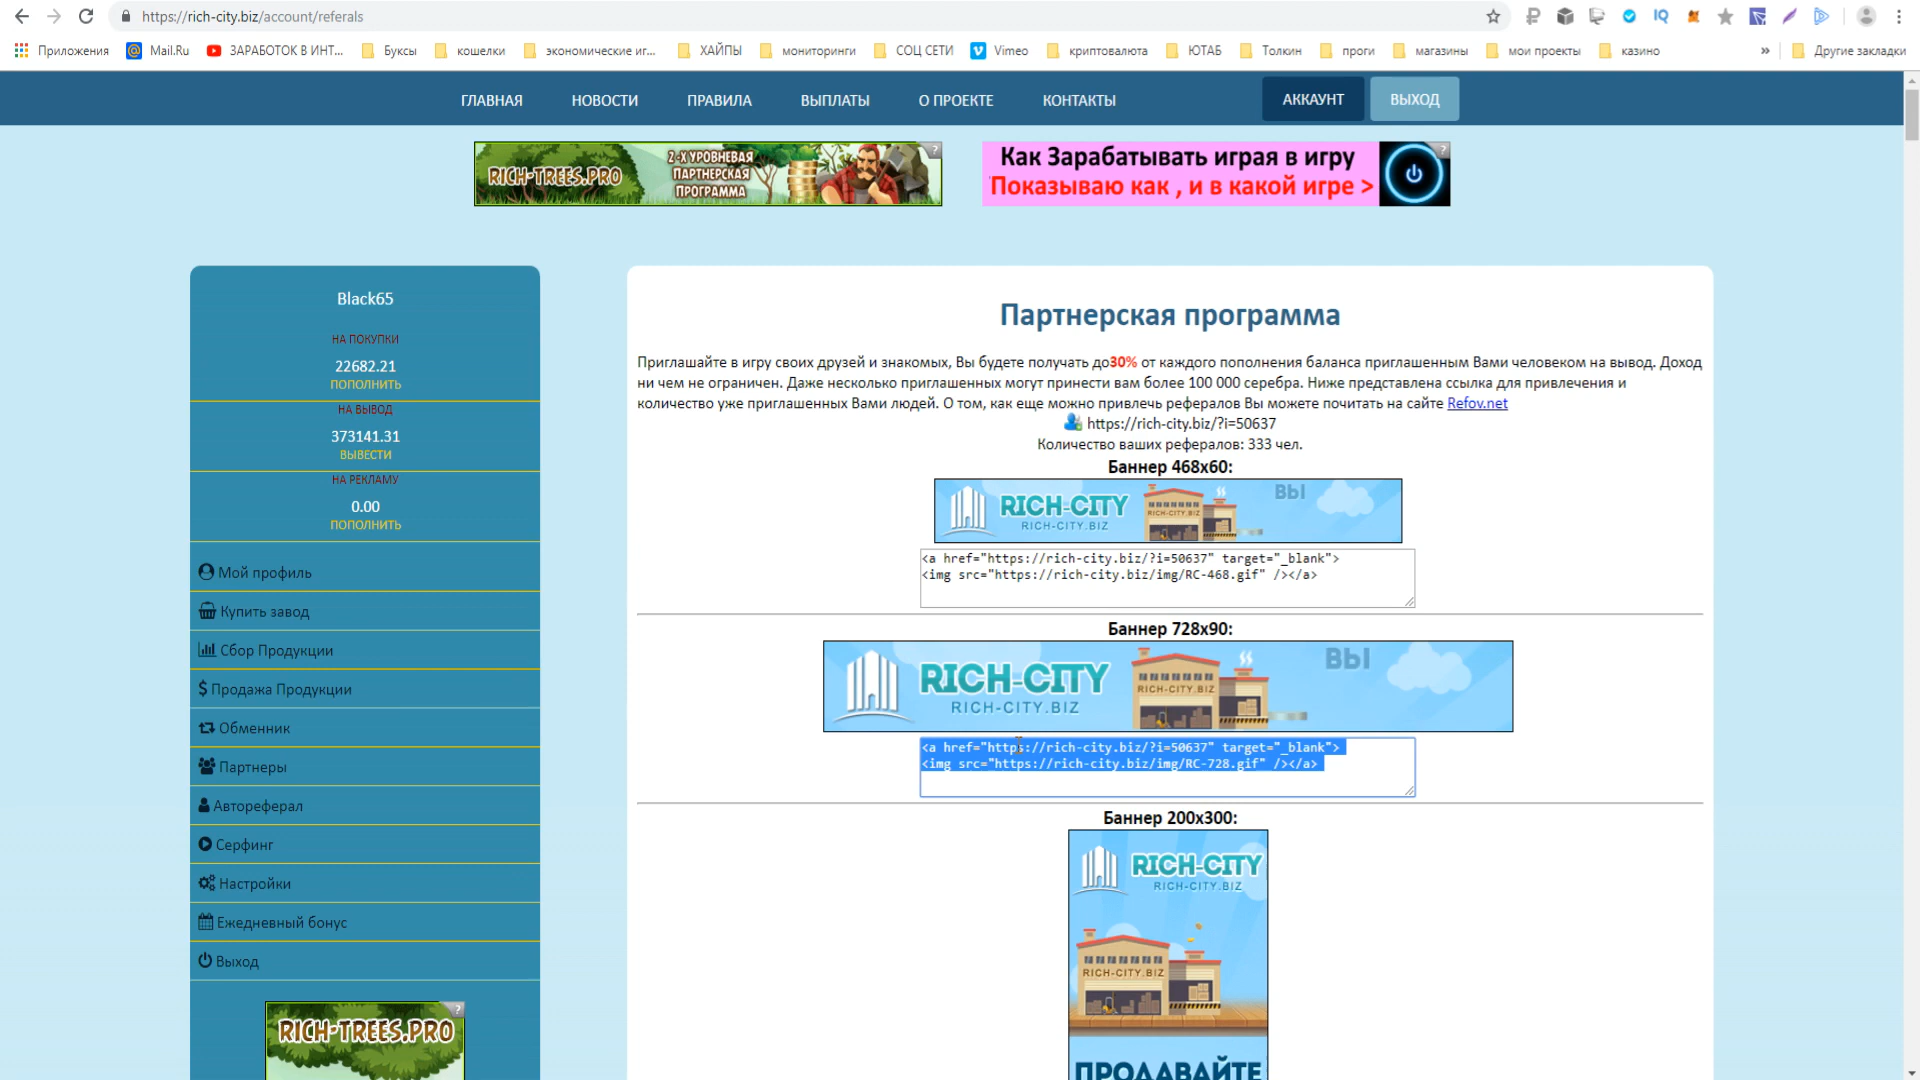 https://rich-city.biz/account/referals
Приложения
Mail.Ru
ЗАРАБОТОК В ИНТ...
Буксы
кошелки
экономические иг...
ХАЙПЫ
мониторинги
СОЦ СЕТИ
Vimeo
криптовалюта
ЮТАБ
Толкин
проги
магазины
мои проекты
казино
»
Другие закладки
ГЛАВНАЯ
НОВОСТИ
ПРАВИЛА
ВЫПЛАТЫ
О ПРОЕКТЕ
КОНТАКТЫ
АККАУНТ
ВЫХОД
RICH-TREES.PRO
2-Х УРОВНЕВАЯ
ПАРТНЕРСКАЯ
ПРОГРАММА
?
Как Зарабатывать играя в игру
Показываю как , и в какой игре >
?
Black65
НА ПОКУПКИ
22682.21
ПОПОЛНИТЬ
НА ВЫВОД
373141.31
ВЫВЕСТИ
НА РЕКЛАМУ
0.00
ПОПОЛНИТЬ
Мой профиль
Купить завод
Сбор Продукции
Продажа Продукции
Обменник
Партнеры
Автореферал
Серфинг
Настройки
Ежедневный бонус
Выход
RICH-TREES.PRO
?
Партнерская программа
Приглашайте в игру своих друзей и знакомых, Вы будете получать до30% от каждого пополнения баланса приглашенным Вами человеком на вывод. Доход
ни чем не ограничен. Даже несколько приглашенных могут принести вам более 100 000 серебра. Ниже представлена ссылка для привлечения и
количество уже приглашенных Вами людей. О том, как еще можно привлечь рефералов Вы можете почитать на сайте Refov.net
https://rich-city.biz/?i=50637
Количество ваших рефералов: 333 чел.
Баннер 468x60:
RICH-CITY
RICH-CITY.BIZ
RICH-CITY.BIZ
ВЫ
<a href="https://rich-city.biz/?i=50637" target="_blank">
<img src="https://rich-city.biz/img/RC-468.gif" /></a>
Баннер 728x90:
RICH-CITY
RICH-CITY.BIZ
RICH-CITY.BIZ
ВЫ
<a href="https://rich-city.biz/?i=50637" target="_blank">
<img src="https://rich-city.biz/img/RC-728.gif" /></a>
Баннер 200x300:
RICH-CITY
RICH-CITY.BIZ
RICH-CITY.BIZ
ПРОДАВАЙТЕ